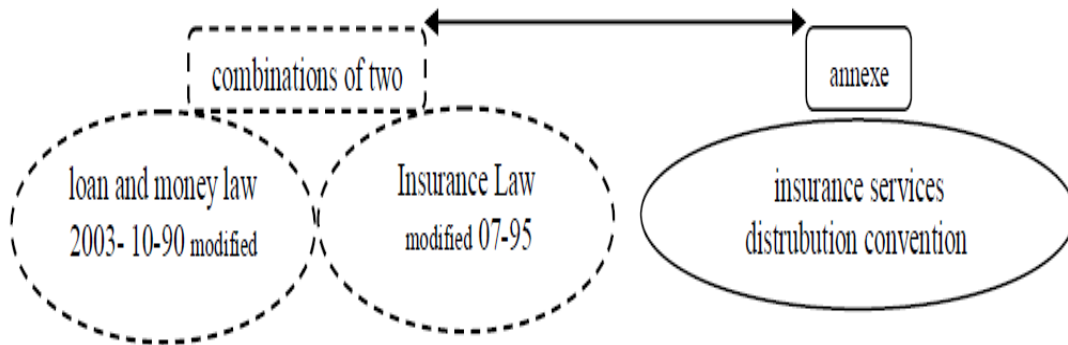 combinations of two
annexe
loan and money law
2003- 10-90 modified
Insurance Law
modified 07-95
insurance services
distrubution convention